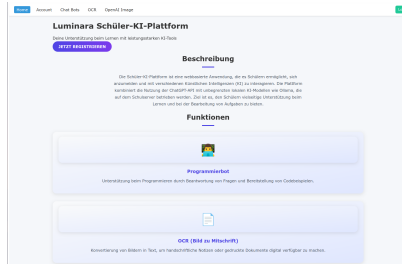 Home Account Chat Bots OCR OpenAI Image
Luminara Schüler-KI-Plattform
Deine Unterstützung beim Lernen mit leistungsstarken KI-Tools
JETZT REGISTRIEREN
Beschreibung
Die Schüler-KI-Plattform ist eine webbasierte Anwendung, die es Schülern ermöglicht, sich
anzumelden und mit verschiedenen Künstlichen Intelligenzen (KI) zu interagieren. Die Plattform
kombiniert die Nutzung der ChatGPT-API mit unbegrenzten lokalen KI-Modellen wie Ollama, die
auf dem Schulserver betrieben werden. Ziel ist es, den Schülern vielseitige Unterstützung beim
Lernen und bei der Bearbeitung von Aufgaben zu bieten.
Funktionen
Programmierbot
Unterstützung beim Programmieren durch Beantwortung von Fragen und Bereitstellung von Codebeispielen.
OCR (Bild zu Mitschrift)
Konvertierung von Bildern in Text, um handschriftliche Notizen oder gedruckte Dokumente digital verfügbar zu machen.